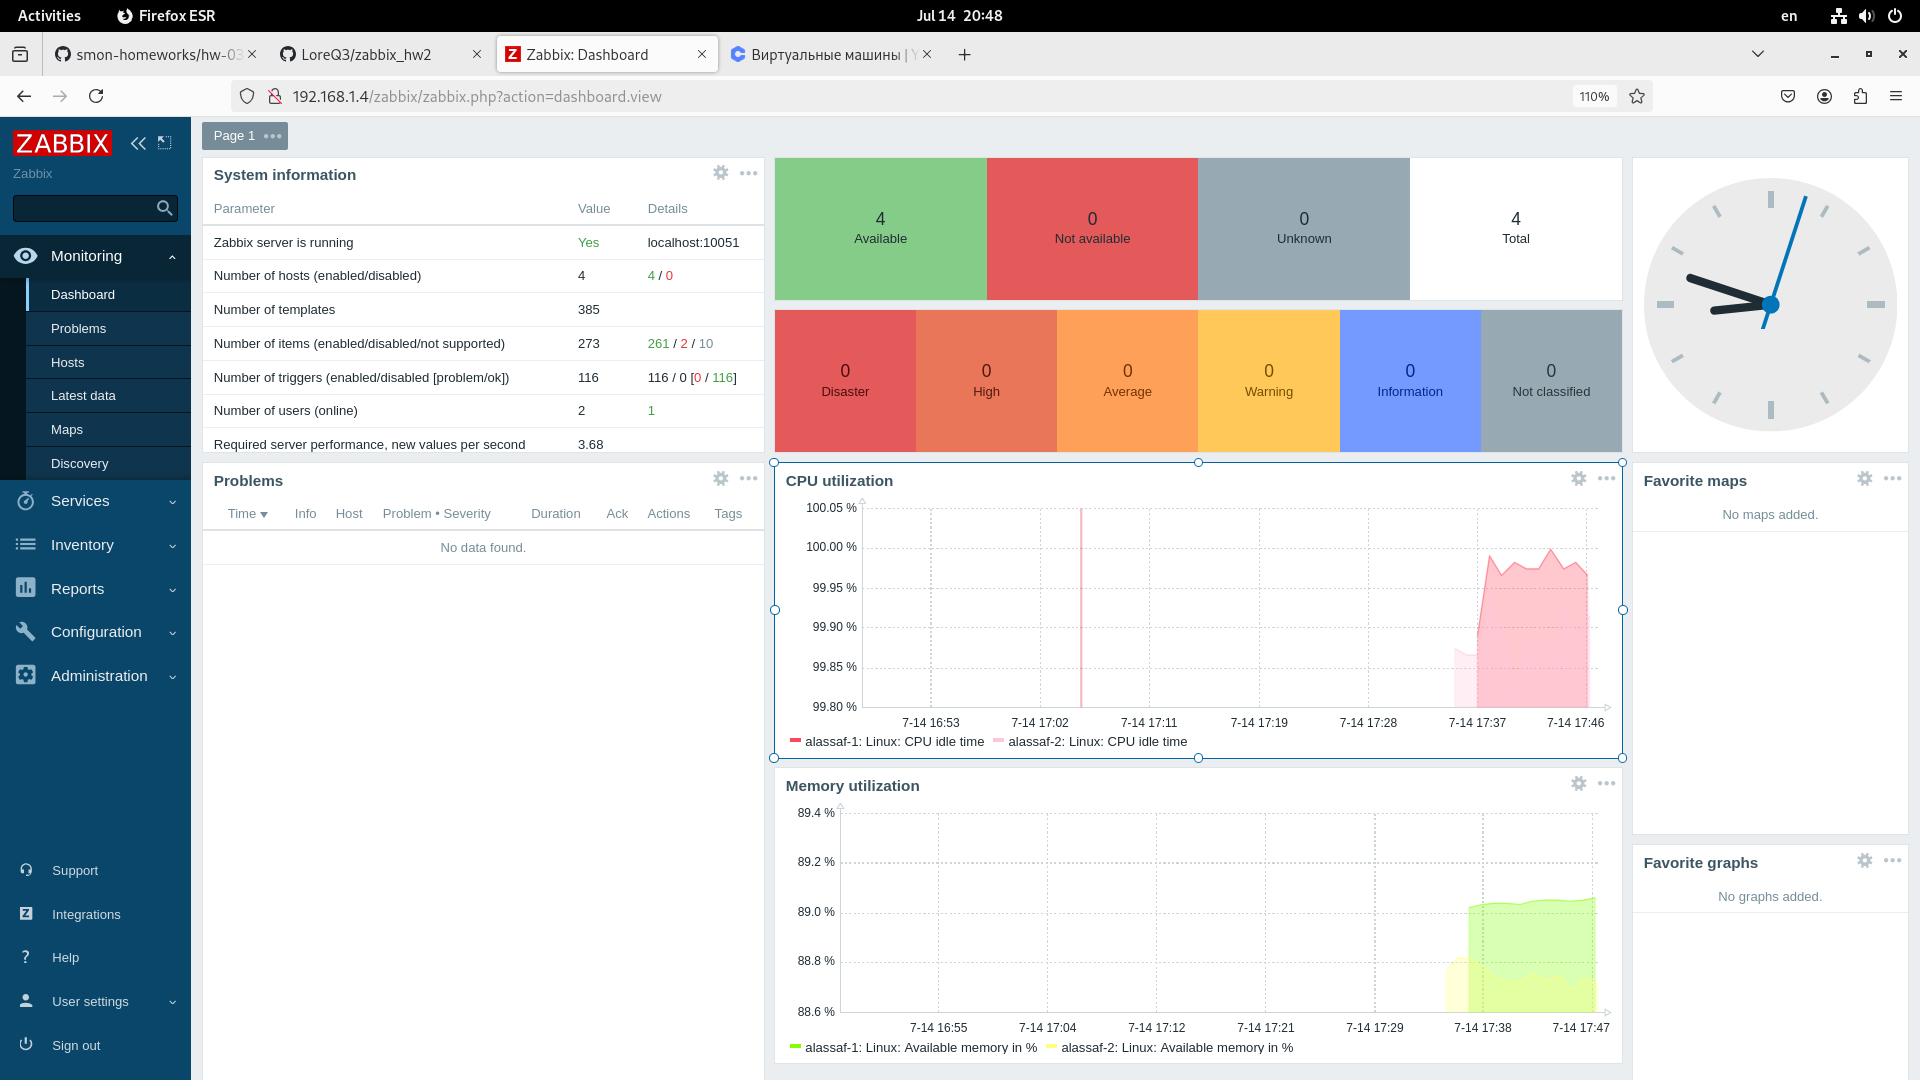 Activities
Firefox ESR
Jul 14 20:48
en
smon-homeworks/hw-03
LoreQ3/zabbix_hw2
Zabbix: Dashboard
Виртуальные машины |
192.168.1.4/zabbix/zabbix.php?action=dashboard.view
110%
ZABBIX
Zabbix
Monitoring
Dashboard
Problems
Hosts
Latest data
Maps
Discovery
Services
Inventory
Reports
Configuration
Administration
Support
Integrations
Help
User settings
Sign out
Page 1
System information
Parameter Value Details
Zabbix server is running Yes localhost:10051
Number of hosts (enabled/disabled) 4 4 / 0
Number of templates 385
Number of items (enabled/disabled/not supported) 273 261 / 2 / 10
Number of triggers (enabled/disabled [problem/ok]) 116 116 / 0 [0 / 116]
Number of users (online) 2 1
Required server performance, new values per second 3.68
4 0 0 4
Available Not available Unknown Total
0 0 0 0 0 0
Disaster High Average Warning Information Not classified
Problems
Time Info Host Problem • Severity Duration Ack Actions Tags
No data found.
CPU utilization
100.05 %
100.00 %
99.95 %
99.90 %
99.85 %
99.80 %
7-14 16:53 7-14 17:02 7-14 17:11 7-14 17:19 7-14 17:28 7-14 17:37 7-14 17:46
alassaf-1: Linux: CPU idle time alassaf-2: Linux: CPU idle time
Memory utilization
89.4 %
89.2 %
89.0 %
88.8 %
88.6 %
7-14 16:55 7-14 17:04 7-14 17:12 7-14 17:21 7-14 17:29 7-14 17:38 7-14 17:47
alassaf-1: Linux: Available memory in % alassaf-2: Linux: Available memory in %
Favorite maps
No maps added.
Favorite graphs
No graphs added.